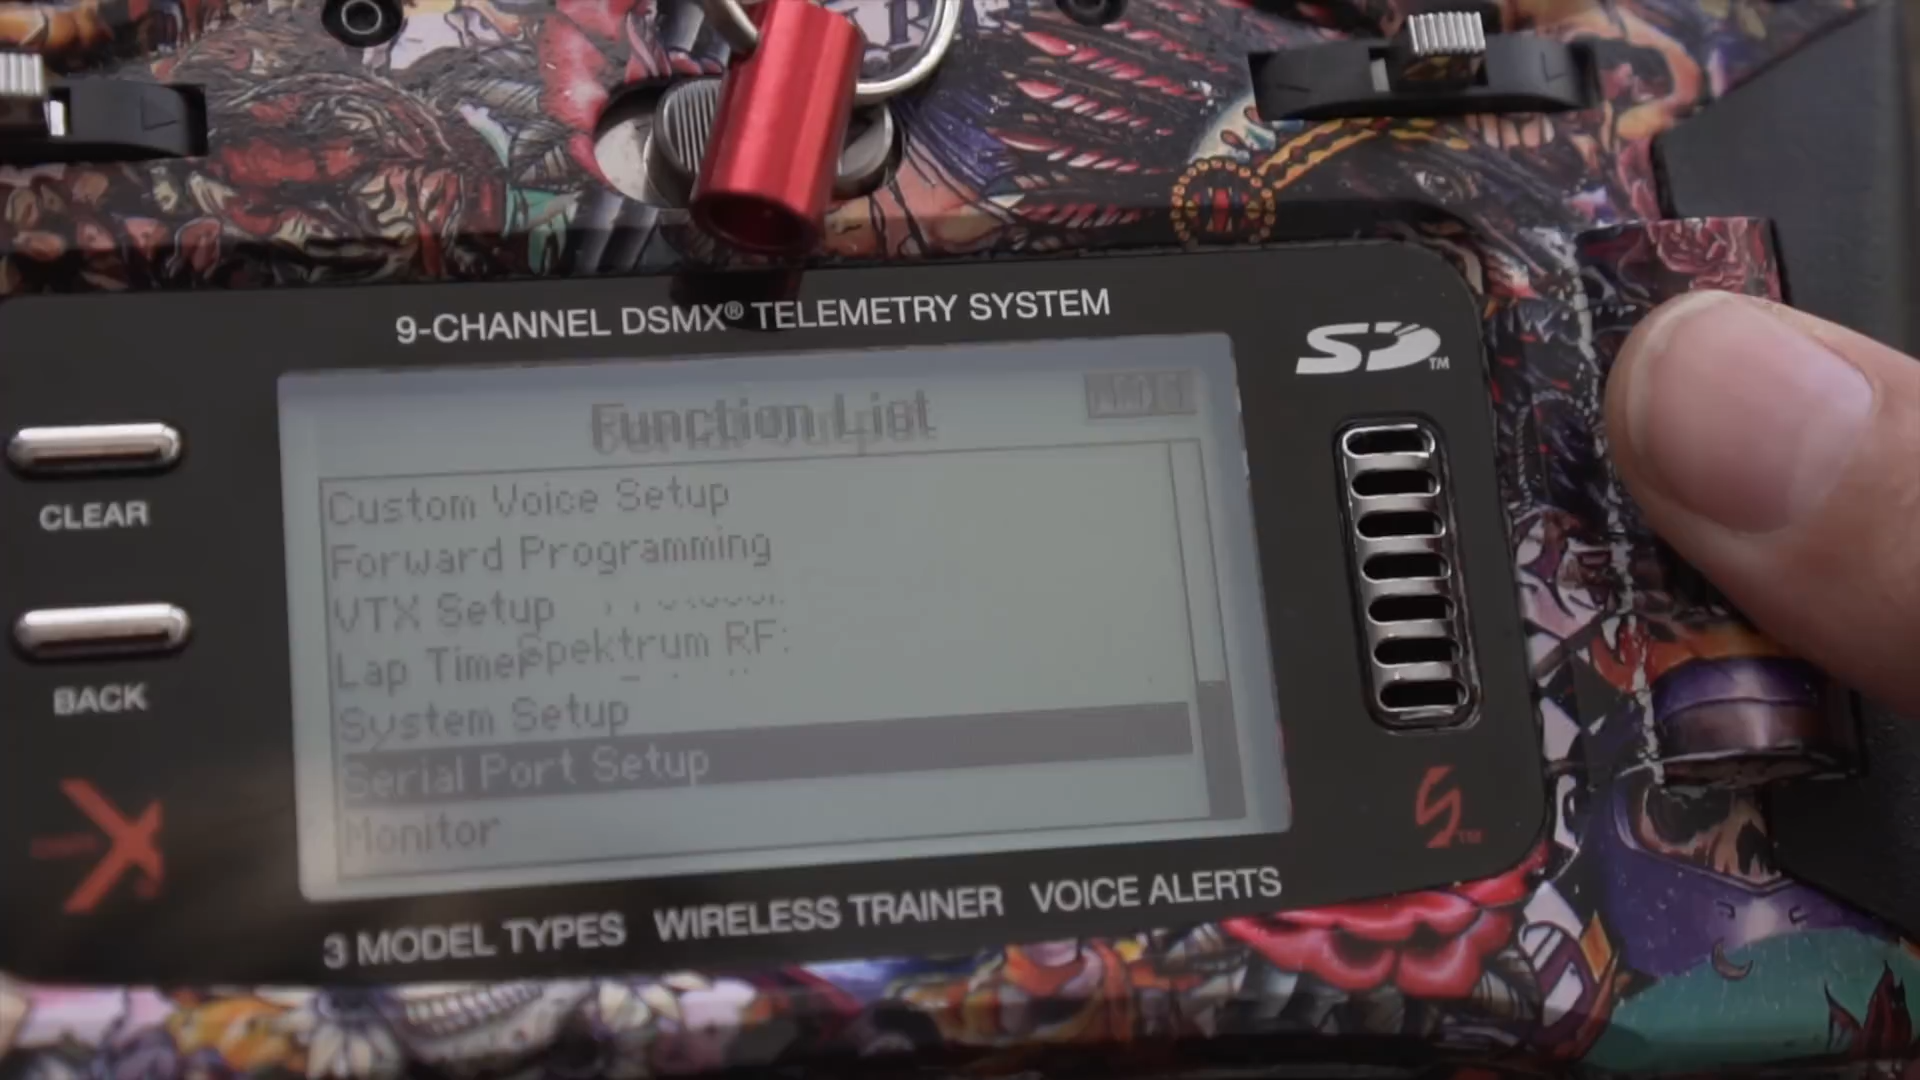 9-CHANNEL DSMX® TELEMETRY SYSTEM
SD™
Function List
Custom Voice Setup
Forward Programming
VTX Setup
Lap Timer
Spektrum RF:
System Setup
Serial Port Setup
Monitor
CLEAR
BACK
3 MODEL TYPES WIRELESS TRAINER VOICE ALERTS